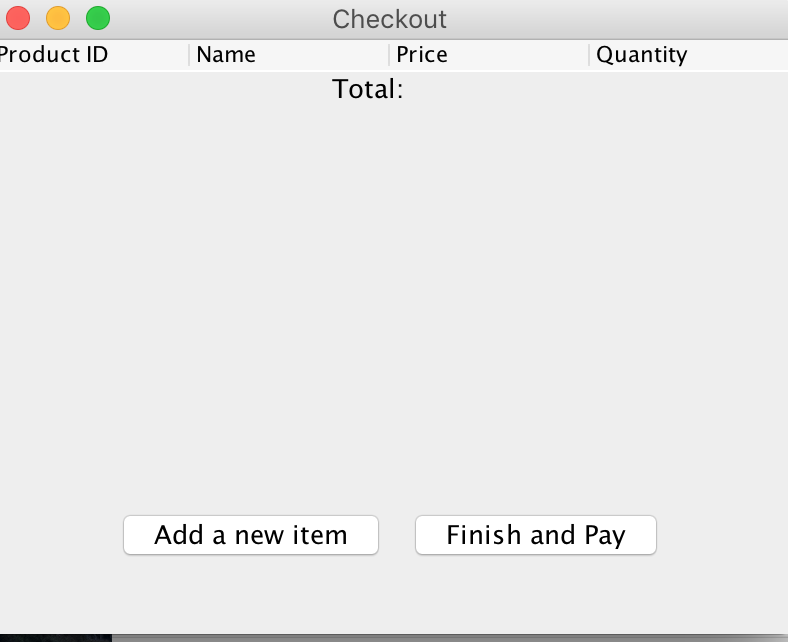 Checkout
Product ID Name Price Quantity
Total:
Add a new item Finish and Pay